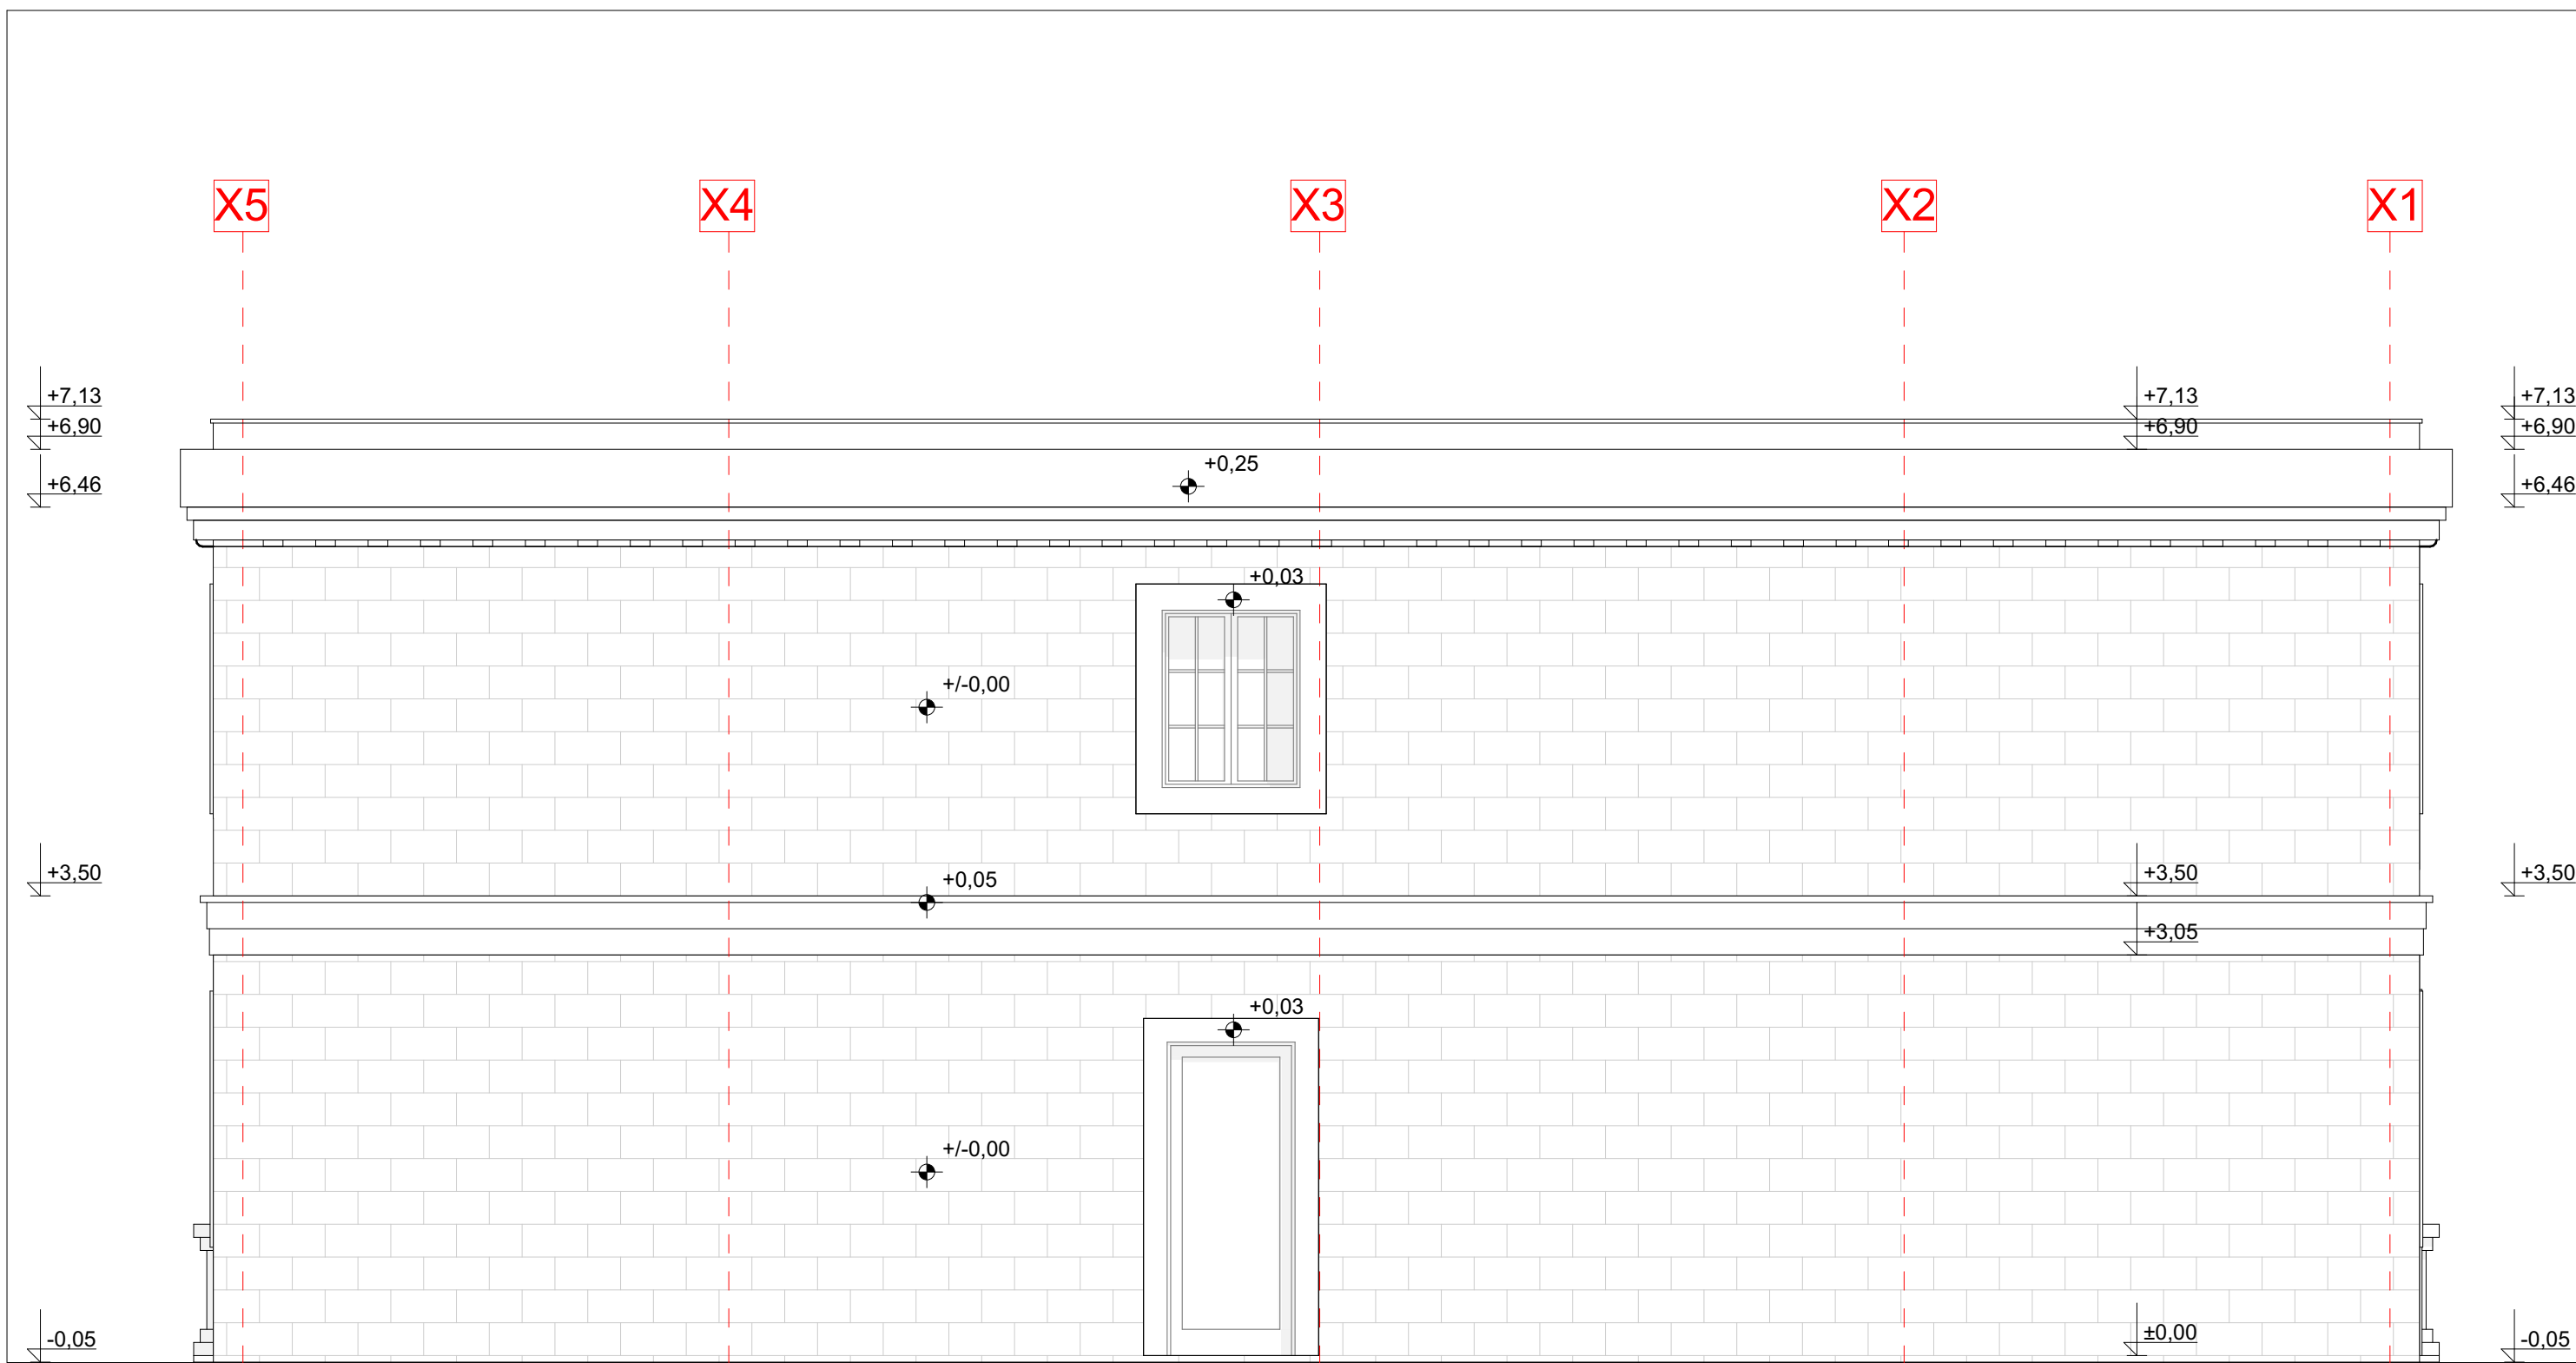 X5 X4 X3 X2 X1
+7,13 +7,13 +7,13
+6,90 +6,90 +6,90
+0,25
+6,46 +6,46
+0,03
+/-0,00
+3,50 +0,05 +3,50 +3,50
+3,05
+0,03
+/-0,00
-0,05 ±0,00 -0,05